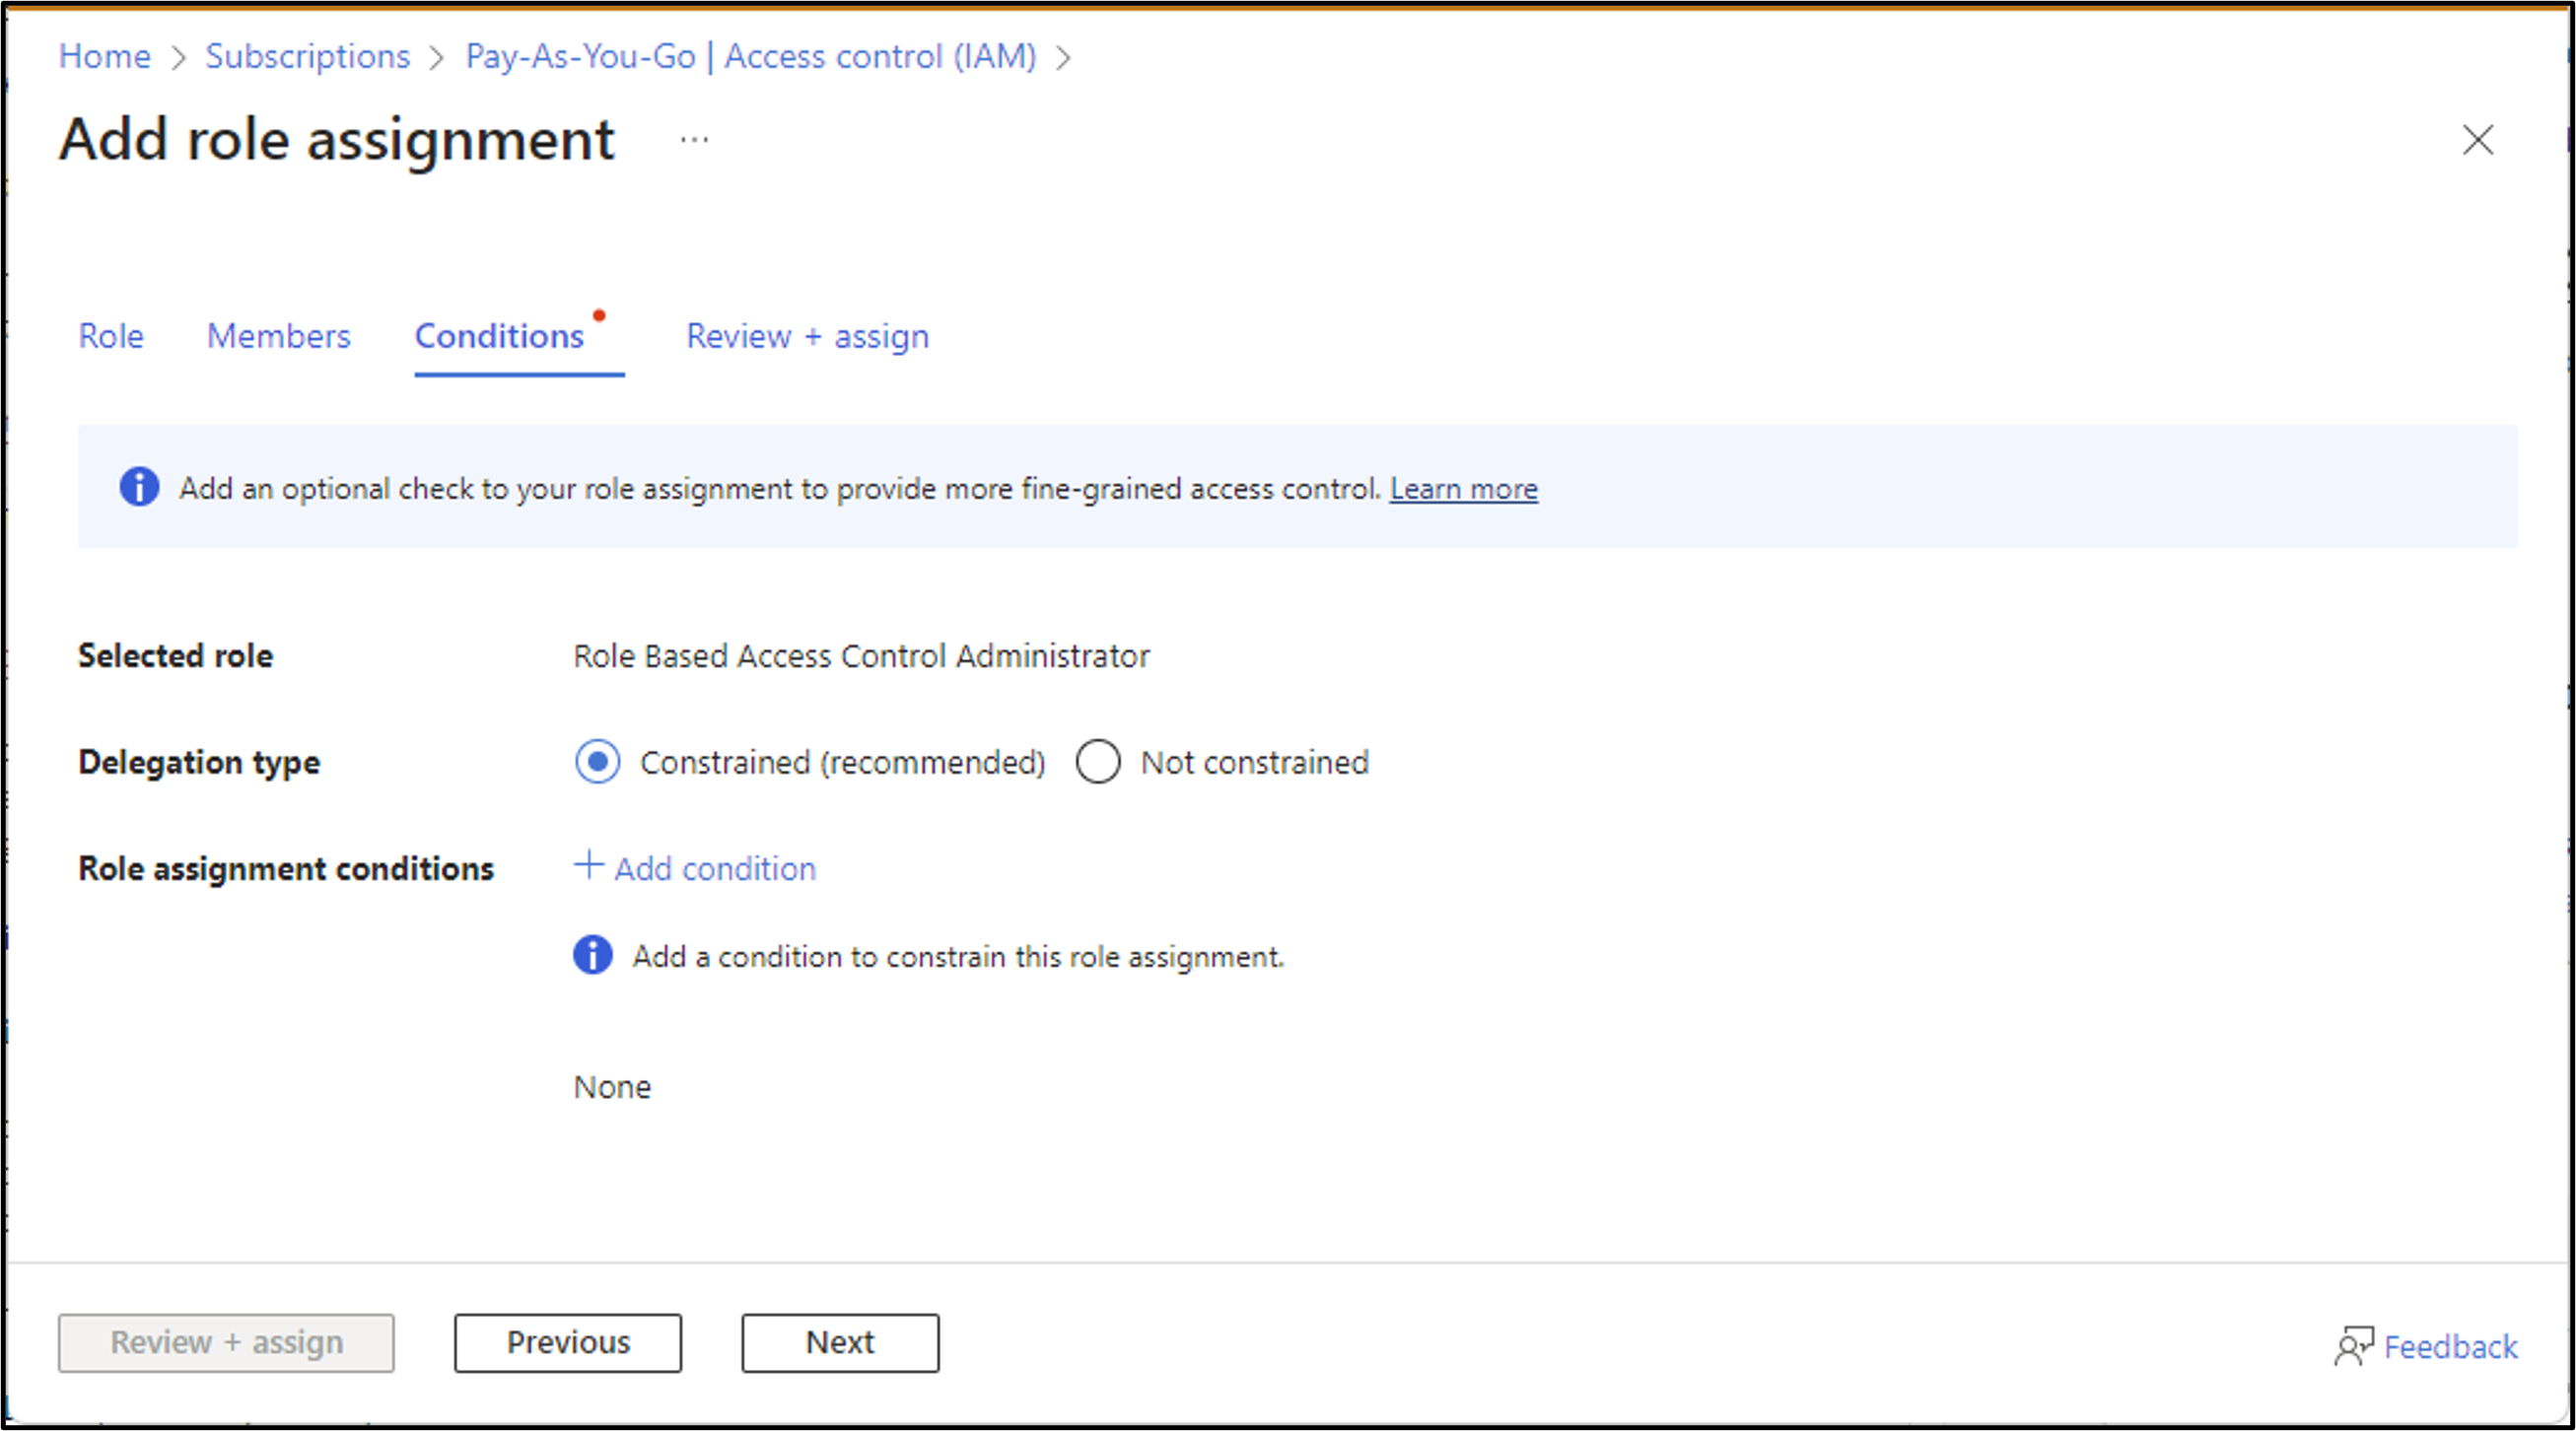 Home > Subscriptions > Pay-As-You-Go | Access control (IAM) >
Add role assignment ...
Role Members Conditions Review + assign
Add an optional check to your role assignment to provide more fine-grained access control. Learn more
Selected role Role Based Access Control Administrator
Delegation type Constrained (recommended) Not constrained
Role assignment conditions + Add condition
Add a condition to constrain this role assignment.
None
Review + assign Previous Next Feedback